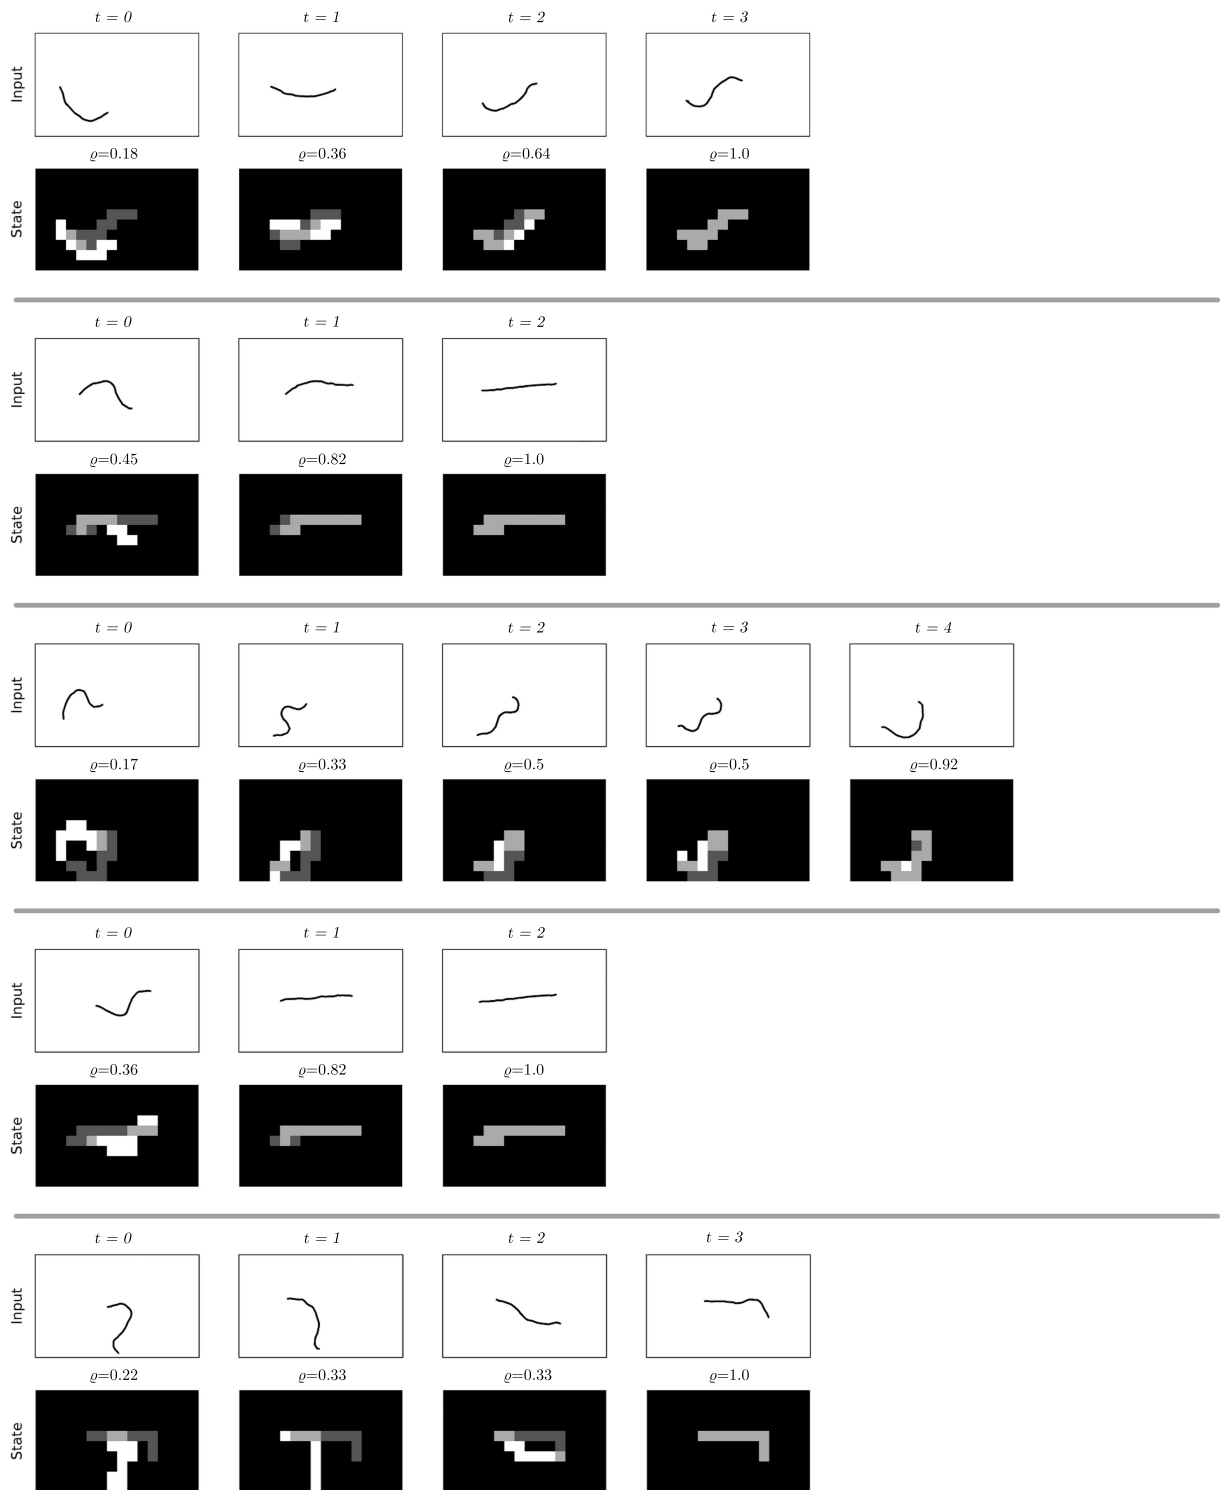 t = 0 t = 1 t = 2 t = 3
Input
ϱ=0.18 ϱ=0.36 ϱ=0.64 ϱ=1.0
State
t = 0 t = 1 t = 2
Input
ϱ=0.45 ϱ=0.82 ϱ=1.0
State
t = 0 t = 1 t = 2 t = 3 t = 4
Input
ϱ=0.17 ϱ=0.33 ϱ=0.5 ϱ=0.5 ϱ=0.92
State
t = 0 t = 1 t = 2
Input
ϱ=0.36 ϱ=0.82 ϱ=1.0
State
t = 0 t = 1 t = 2 t = 3
Input
ϱ=0.22 ϱ=0.33 ϱ=0.33 ϱ=1.0
State